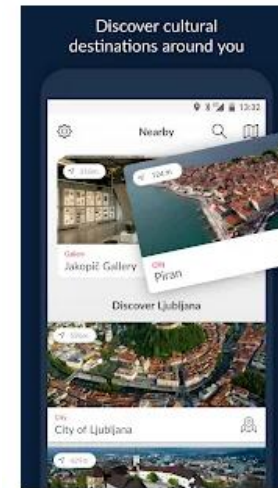 Discover cultural
destinations around you
13:32
Nearby
Gallery
Jakopič Gallery
City
Piran
Discover Ljubljana
City
City of Ljubljana